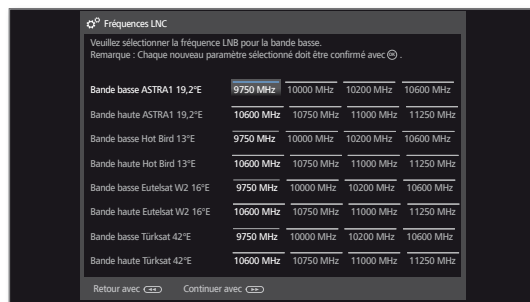 Fréquences LNC
Veuillez sélectionner la fréquence LNB pour la bande basse.
Remarque : Chaque nouveau paramètre sélectionné doit être confirmé avec OK .
Bande basse ASTRA1 19,2°E 9750 MHz 10000 MHz 10200 MHz 10600 MHz
Bande haute ASTRA1 19,2°E 10600 MHz 10750 MHz 11000 MHz 11250 MHz
Bande basse Hot Bird 13°E 9750 MHz 10000 MHz 10200 MHz 10600 MHz
Bande haute Hot Bird 13°E 10600 MHz 10750 MHz 11000 MHz 11250 MHz
Bande basse Eutelsat W2 16°E 9750 MHz 10000 MHz 10200 MHz 10600 MHz
Bande haute Eutelsat W2 16°E 10600 MHz 10750 MHz 11000 MHz 11250 MHz
Bande basse Türksat 42°E 9750 MHz 10000 MHz 10200 MHz 10600 MHz
Bande haute Türksat 42°E 10600 MHz 10750 MHz 11000 MHz 11250 MHz
Retour avec Continuer avec